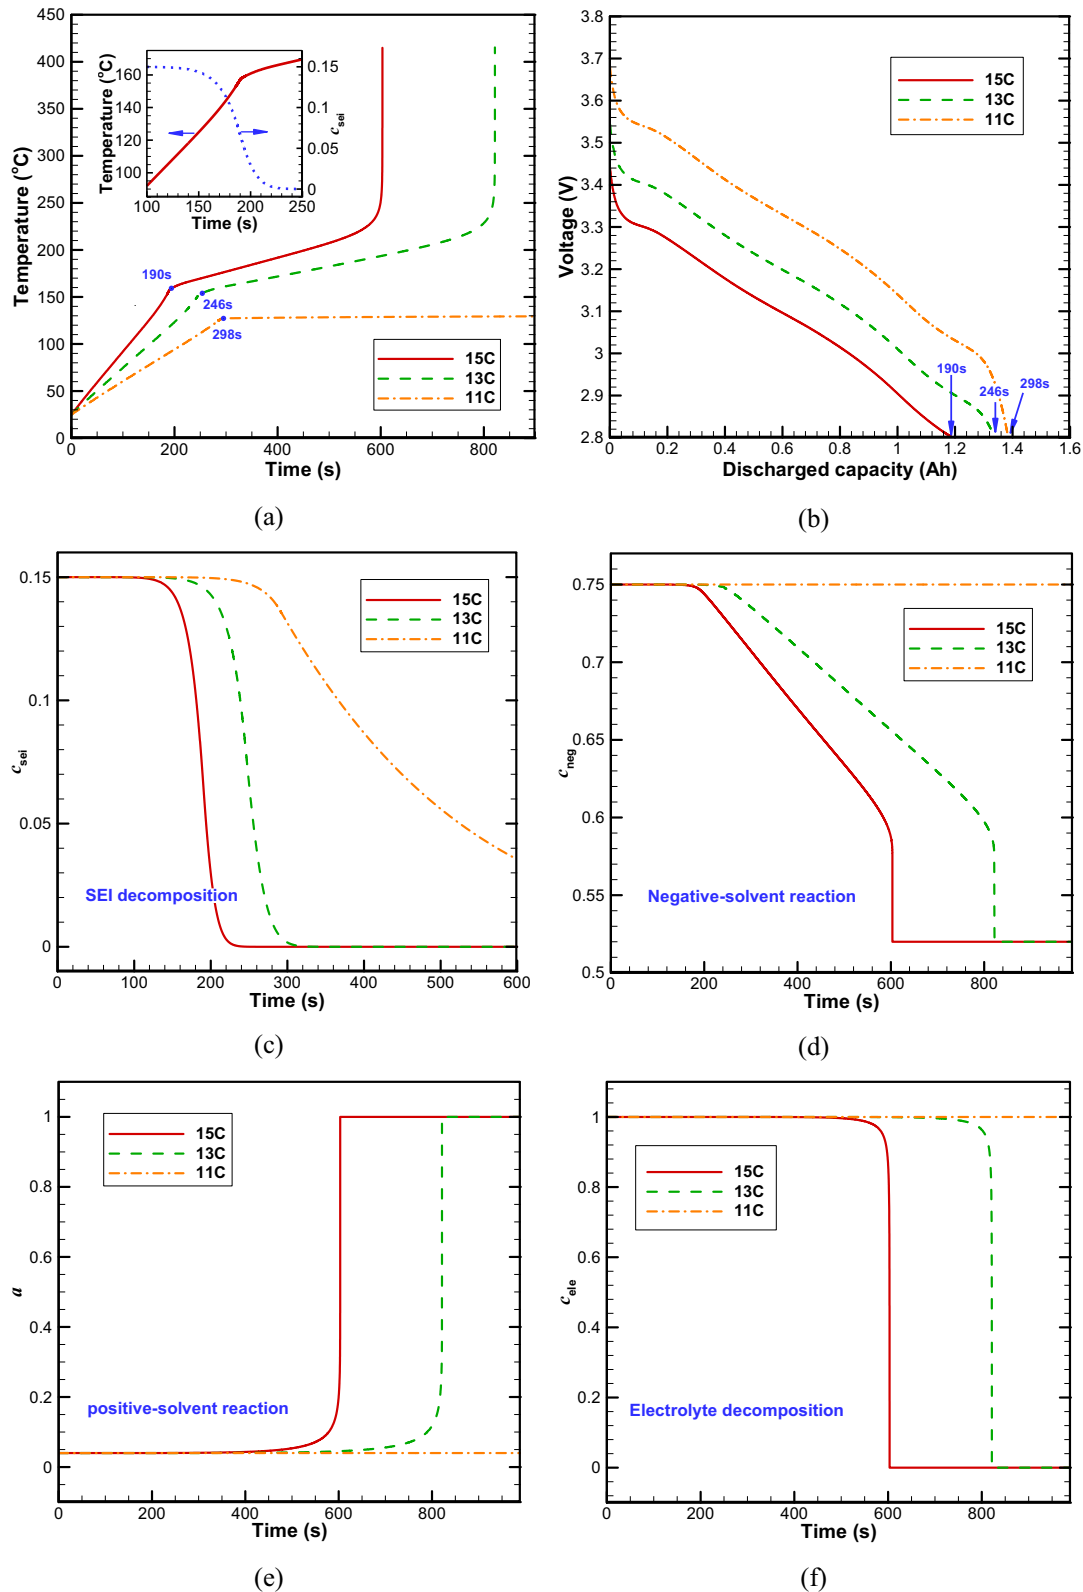 450
400
350
300
250
200
150
100
50
0
Temperature (°C)
0
200
400
600
800
Time (s)
160
140
120
100
Temperature (°C)
0.15
0.1
0.05
0
c_sei
100
150
200
250
Time (s)
190s
246s
298s
15C
13C
11C
(a)
3.8
3.7
3.6
3.5
3.4
3.3
3.2
3.1
3
2.9
2.8
Voltage (V)
0
0.2
0.4
0.6
0.8
1
1.2
1.4
1.6
Discharged capacity (Ah)
15C
13C
11C
190s
246s
298s
(b)
0.15
0.1
0.05
0
c_sei
0
100
200
300
400
500
600
Time (s)
15C
13C
11C
SEI decomposition
(c)
0.75
0.7
0.65
0.6
0.55
0.5
c_neg
0
200
400
600
800
Time (s)
15C
13C
11C
Negative-solvent reaction
(d)
1
0.8
0.6
0.4
0.2
0
a
0
200
400
600
800
Time (s)
15C
13C
11C
positive-solvent reaction
(e)
1
0.8
0.6
0.4
0.2
0
c_ele
0
200
400
600
800
Time (s)
15C
13C
11C
Electrolyte decomposition
(f)